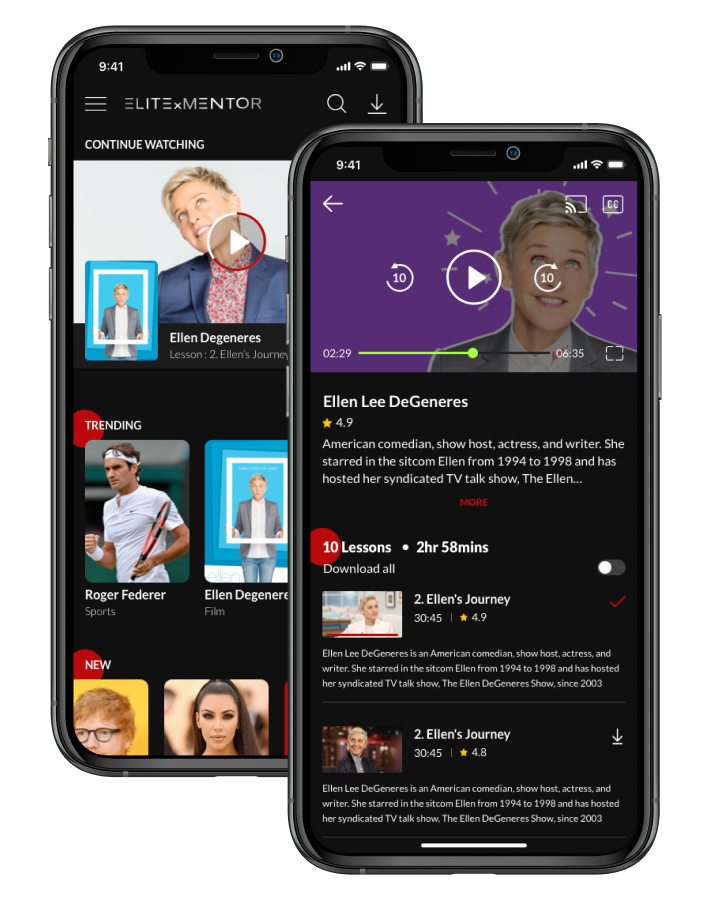 9:41
ELITExMENTOR
CONTINUE WATCHING
Ellen Degeneres
Lesson : 2. Ellen's Journey
TRENDING
Roger Federer
Sports
ellen
Ellen Degenere
Film
NEW
9:41
CC
10
10
02:29
06:35
Ellen Lee DeGeneres
4.9
American comedian, show host, actress, and writer. She
starred in the sitcom Ellen from 1994 to 1998 and has
hosted her syndicated TV talk show, The Ellen...
MORE
10 Lessons • 2hr 58mins
Download all
2. Ellen's Journey
30:45 | 4.9
Ellen Lee DeGeneres is an American comedian, show host, actress, and
writer. She starred in the sitcom Ellen from 1994 to 1998 and has hosted
her syndicated TV talk show, The Ellen DeGeneres Show, since 2003
2. Ellen's Journey
30:45 | 4.8
Ellen Lee DeGeneres is an American comedian, show host, actress, and
writer. She starred in the sitcom Ellen from 1994 to 1998 and has hosted
her syndicated TV talk show, The Ellen DeGeneres Show, since 2003